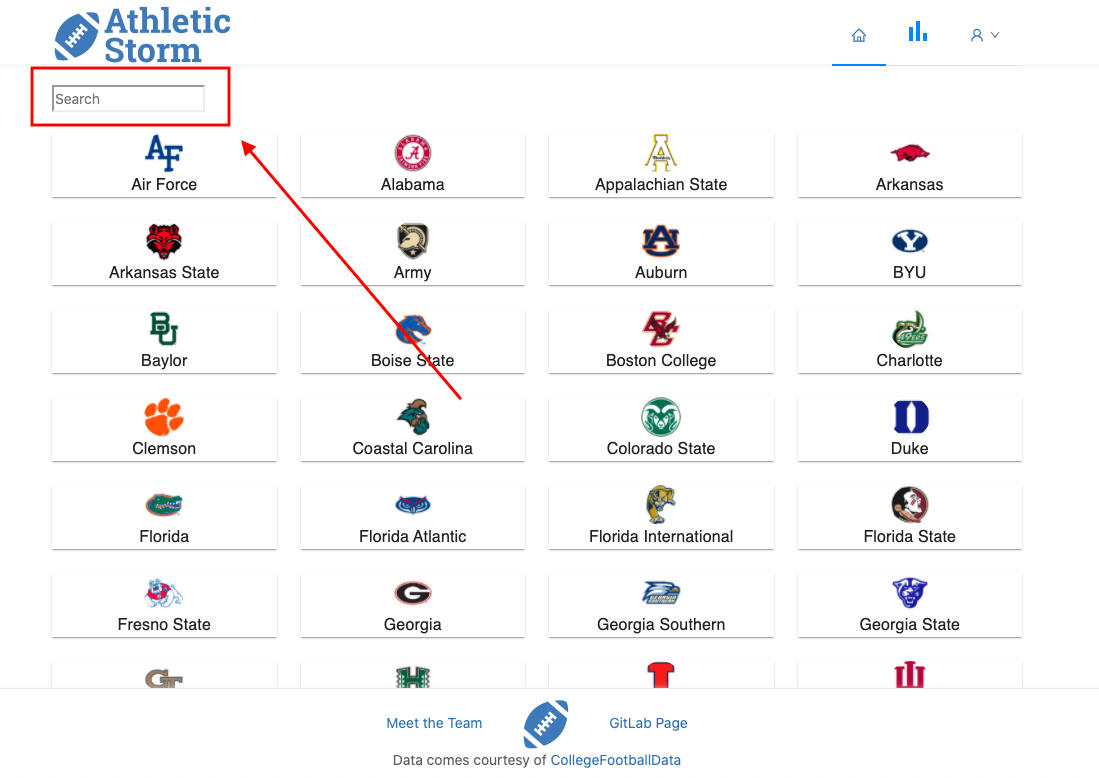 Athletic
Storm
Search
Air Force
Alabama
Appalachian State
Arkansas
Arkansas State
Army
Auburn
BYU
Baylor
Boise State
Boston College
Charlotte
Clemson
Coastal Carolina
Colorado State
Duke
Florida
Florida Atlantic
Florida International
Florida State
Fresno State
Georgia
Georgia Southern
Georgia State
Meet the Team
GitLab Page
Data comes courtesy of CollegeFootballData